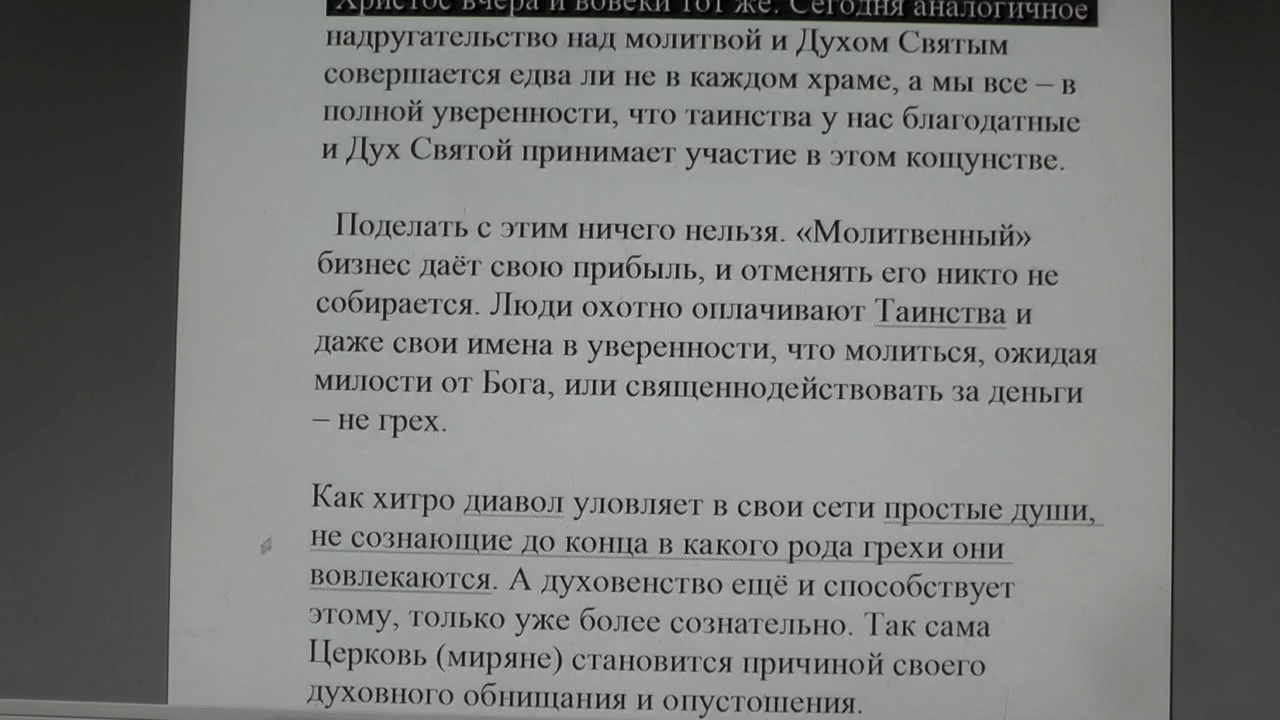 Христос вчера и вовеки тот же. Сегодня аналогичное
надругательство над молитвой и Духом Святым
совершается едва ли не в каждом храме, а мы все – в
полной уверенности, что таинства у нас благодатные
и Дух Святой принимает участие в этом кощунстве.
Поделать с этим ничего нельзя. «Молитвенный»
бизнес даёт свою прибыль, и отменять его никто не
собирается. Люди охотно оплачивают Таинства и
даже свои имена в уверенности, что молиться, ожидая
милости от Бога, или священнодействовать за деньги
– не грех.
Как хитро диавол уловляет в свои сети простые души,
не сознающие до конца в какого рода грехи они
вовлекаются. А духовенство ещё и способствует
этому, только уже более сознательно. Так сама
Церковь (миряне) становится причиной своего
духовного обнищания и опустошения.